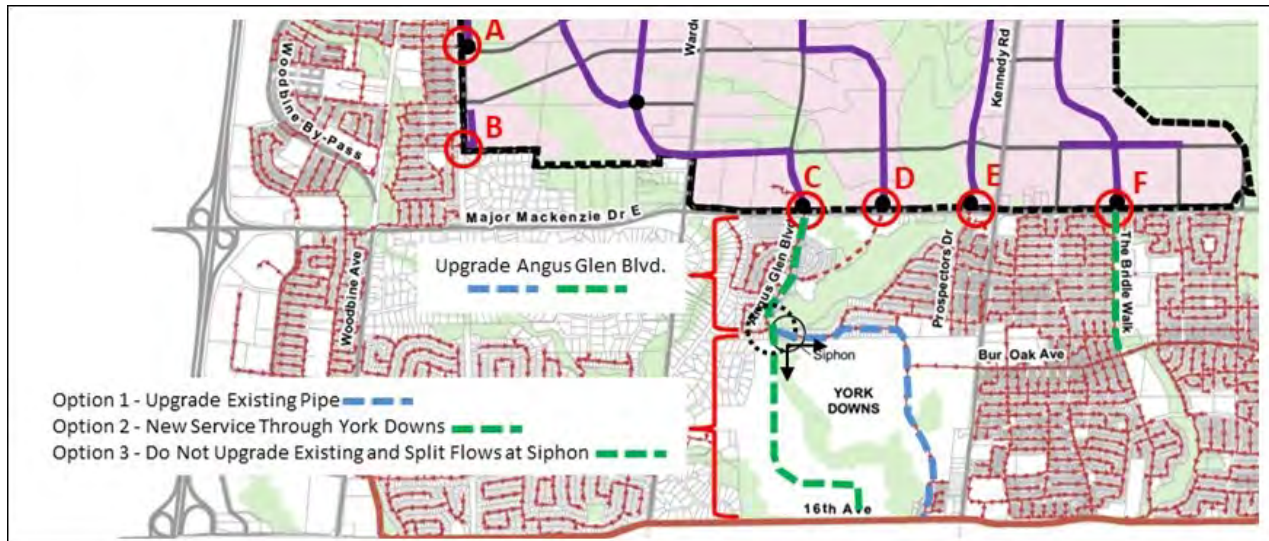 A
Woodbine By-Pass
Warde
Kennedy Rd
B
C
D
E
F
Major Mackenzie Dr E
Upgrade Angus Glen Blvd.
Angus Glen Blvd
Prospectors Dr
The Bridle Walk
Woodbine Ave
Siphon
Bur Oak Ave
YORK
DOWNS
Option 1 - Upgrade Existing Pipe
Option 2 - New Service Through York Downs
Option 3 - Do Not Upgrade Existing and Split Flows at Siphon
16th Ave